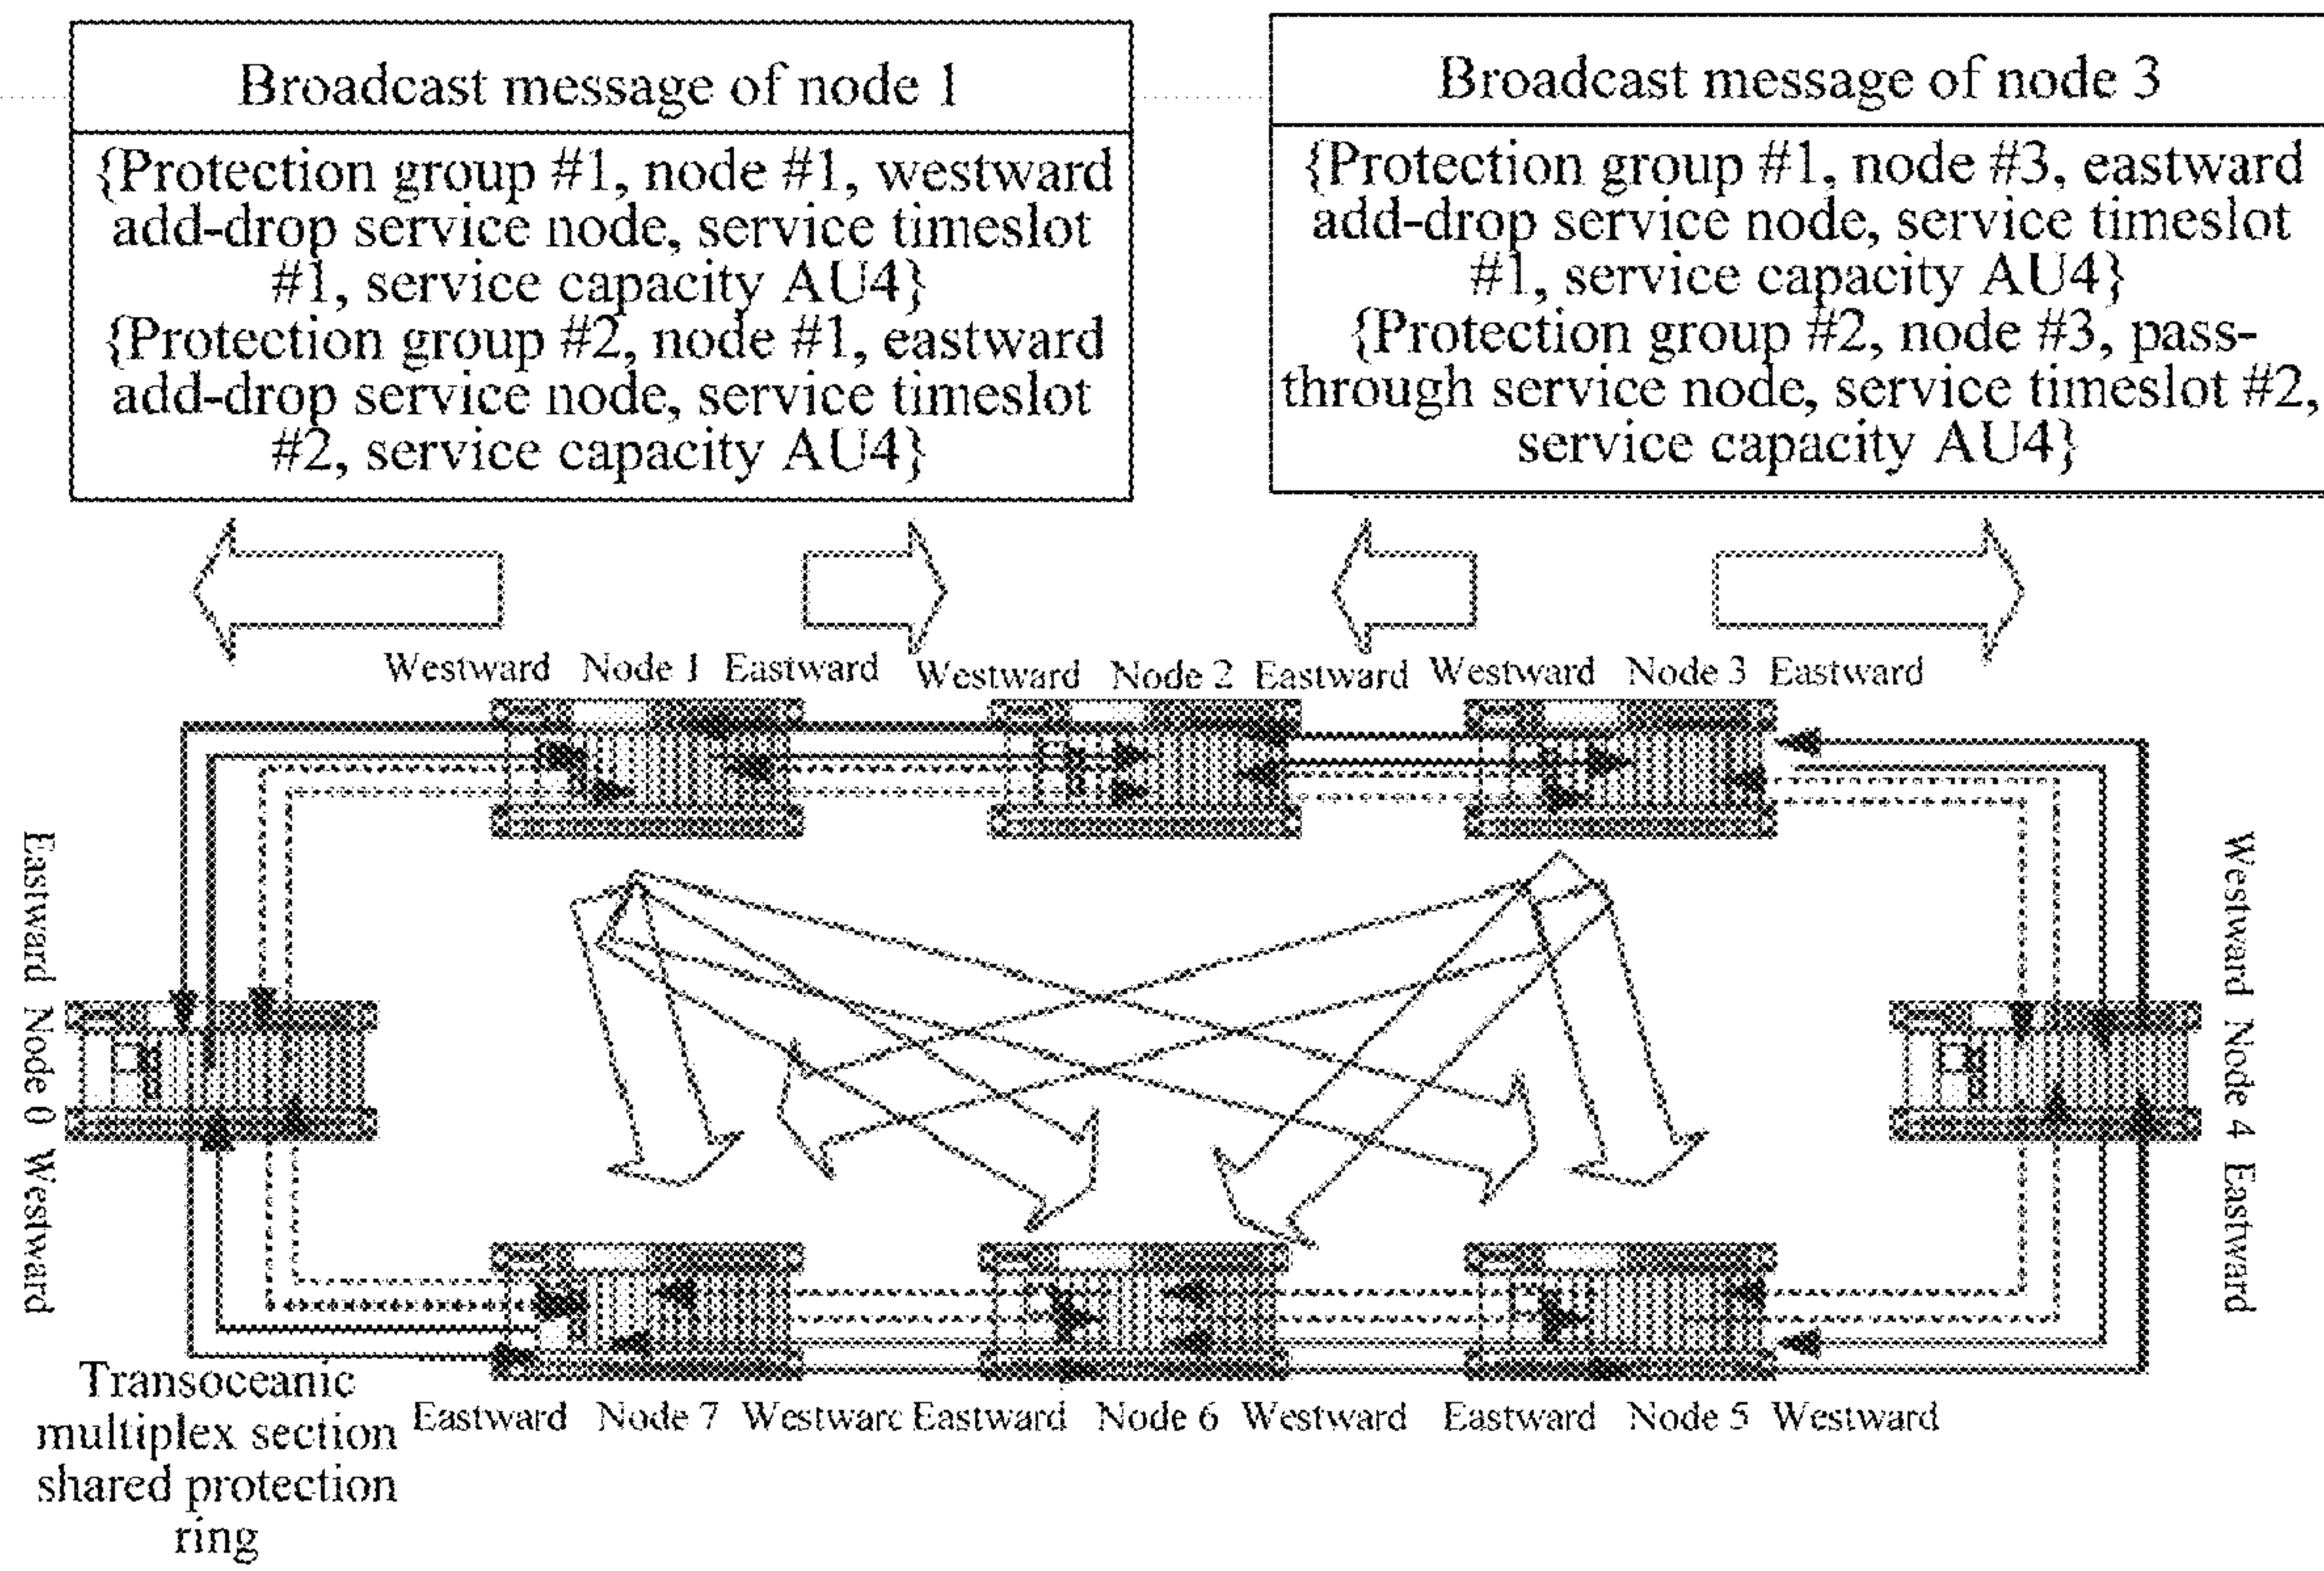 Broadcast message of node 1
{Protection group #1, node #1, westward
add-drop service node, service timeslot
#1, service capacity AU4}
{Protection group #2, node #1, eastward
add-drop service node, service timeslot
#2, service capacity AU4}
Broadcast message of node 3
{Protection group #1, node #3, eastward
add-drop service node, service timeslot
#1, service capacity AU4}
{Protection group #2, node #3, pass-
through service node, service timeslot #2,
service capacity AU4}
Westward Node 1 Eastward
Westward Node 2 Eastward
Westward Node 3 Eastward
Eastward Node 0 Westward
Westward Node 4 Eastward
Eastward Node 7 Westwarc
Eastward Node 6 Westward
Eastward Node 5 Westward
Transoceanic
multiplex section
shared protection
ring